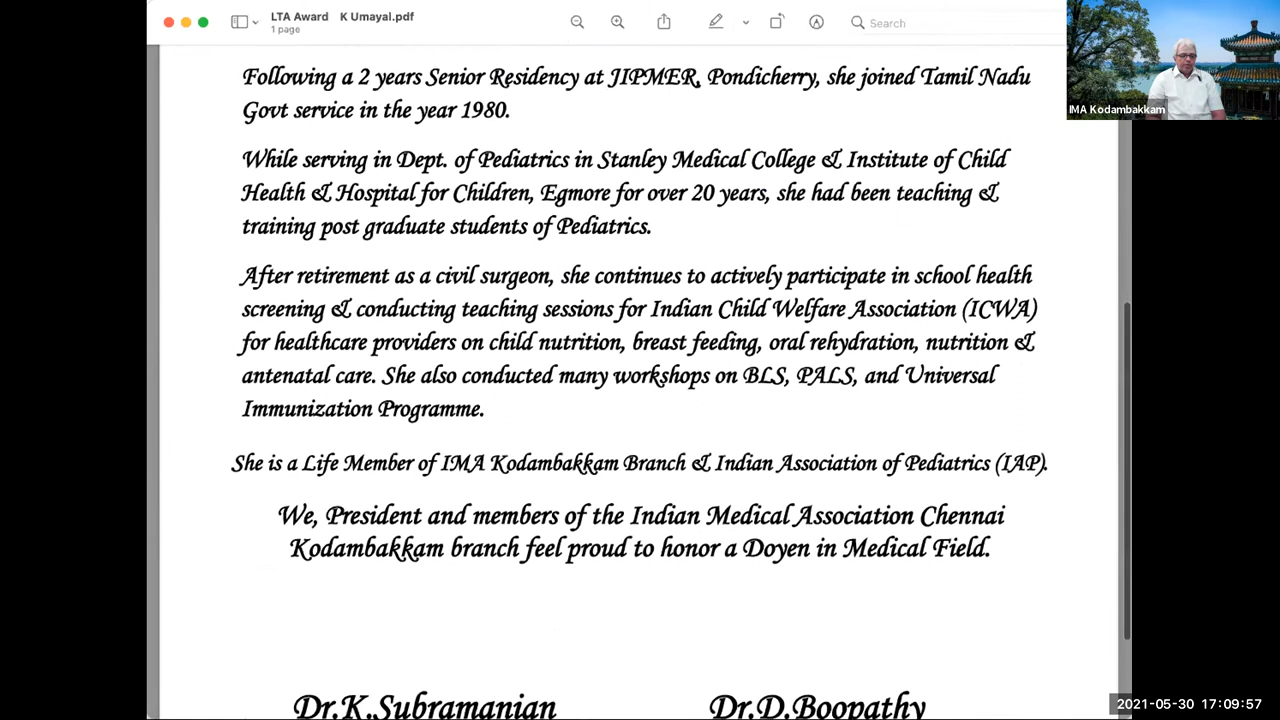 LTA Award K Umayal.pdf
1 page
Search
IMA Kodambakkam
Following a 2 years Senior Residency at JIPMER, Pondicherry, she joined Tamil Nadu
Govt service in the year 1980.
While serving in Dept. of Pediatrics in Stanley Medical College & Institute of Child
Health & Hospital for Children, Egmore for over 20 years, she had been teaching &
training post graduate students of Pediatrics.
After retirement as a civil surgeon, she continues to actively participate in school health
screening & conducting teaching sessions for Indian Child Welfare Association (ICWA)
for healthcare providers on child nutrition, breast feeding, oral rehydration, nutrition &
antenatal care. She also conducted many workshops on BLS, PALS, and Universal
Immunization Programme.
She is a Life Member of IMA Kodambakkam Branch & Indian Association of Pediatrics (IAP).
We, President and members of the Indian Medical Association Chennai
Kodambakkam branch feel proud to honor a Doyen in Medical Field.
Dr.K.Subramanian Dr.D.Boopathy
2021-05-30 17:09:57